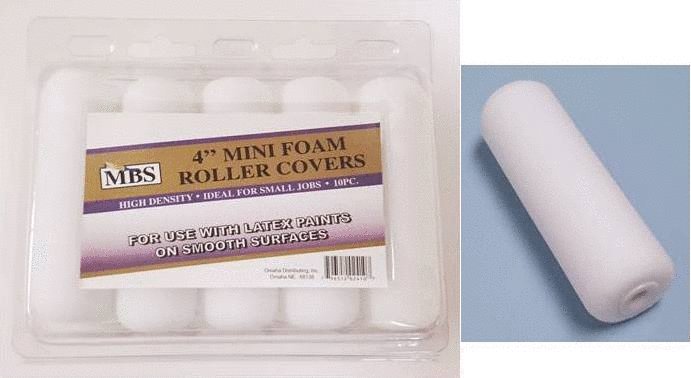 4” MINI FOAM
ROLLER COVERS
MBS
HIGH DENSITY • IDEAL FOR SMALL JOBS • 10PC.
FOR USE WITH LATEX PAINTS
ON SMOOTH SURFACES
Omaha Distributing, Inc.
Omaha NE.